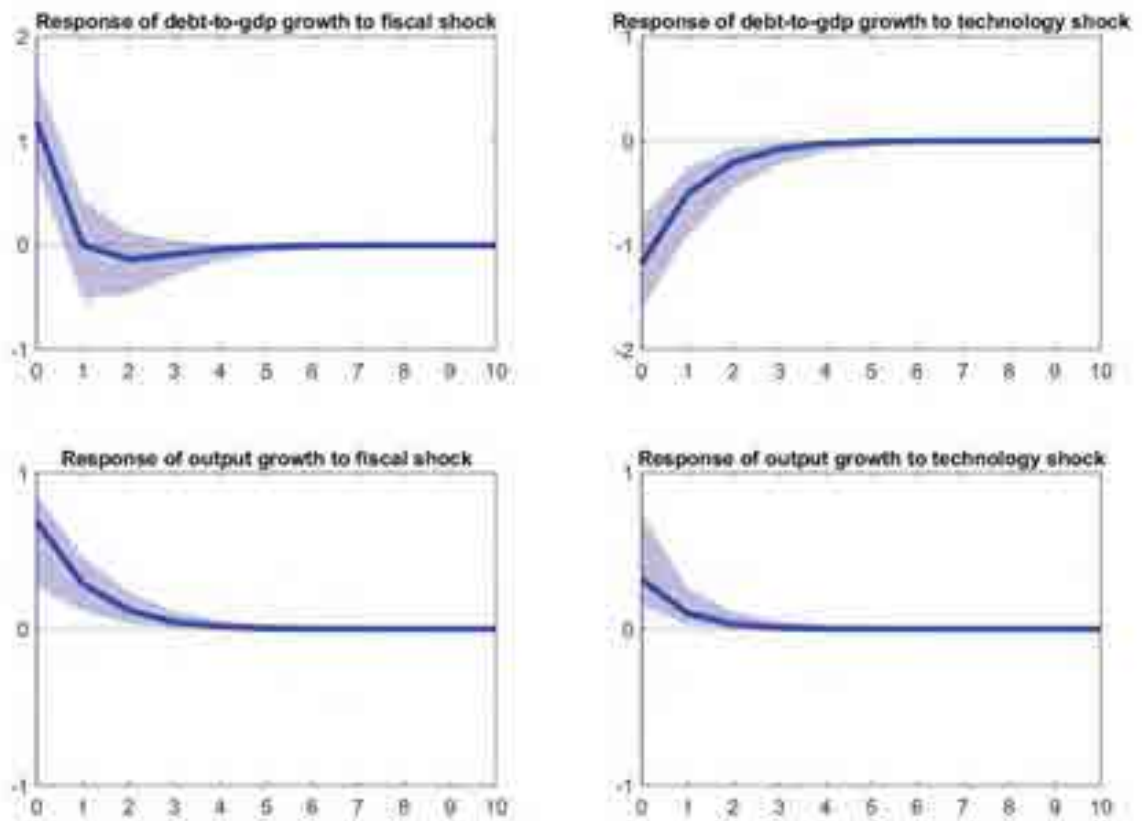 Response of debt-to-gdp growth to fiscal shock
2
1
0
-1
0 1 2 3 4 5 6 7 8 9 10
Response of debt-to-gdp growth to technology shock
1
0
-1
-2
0 1 2 3 4 5 6 7 8 9 10
Response of output growth to fiscal shock
1
0
-1
0 1 2 3 4 5 6 7 8 9 10
Response of output growth to technology shock
1
0
-1
0 1 2 3 4 5 6 7 8 9 10